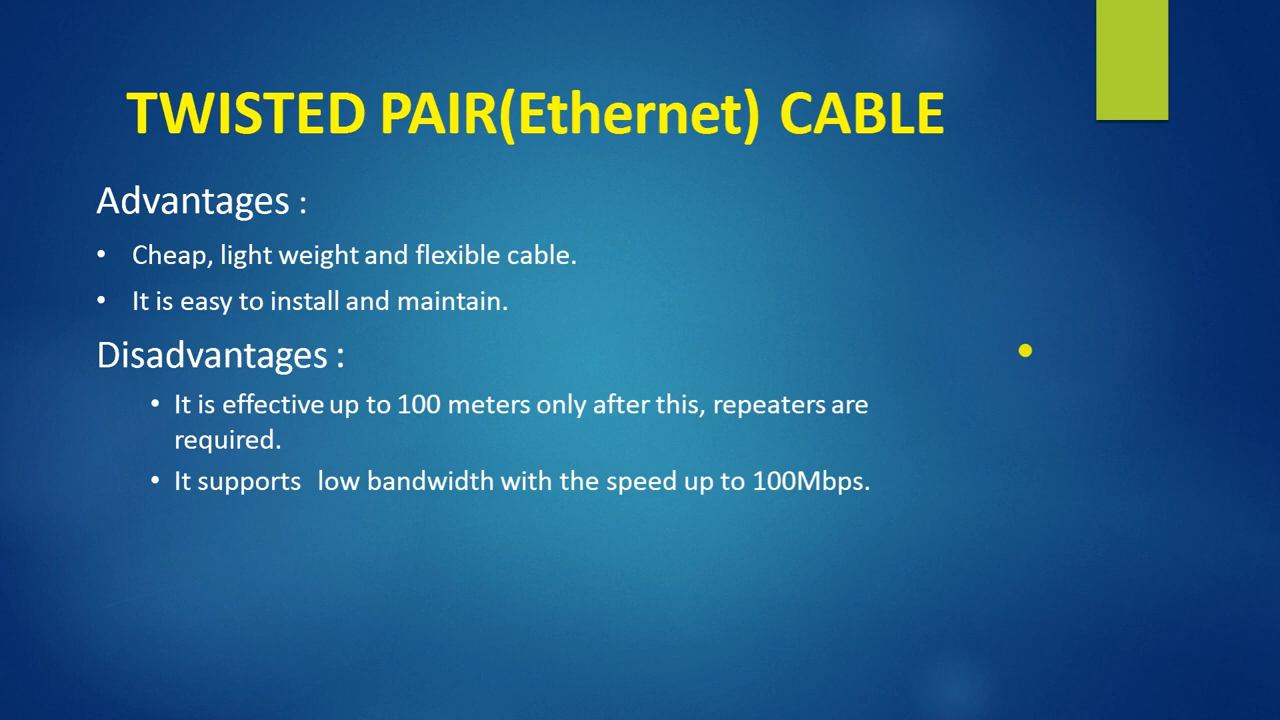 TWISTED PAIR(Ethernet) CABLE
Advantages :
• Cheap, light weight and flexible cable.
• It is easy to install and maintain.
Disadvantages :
• It is effective up to 100 meters only after this, repeaters are
required.
• It supports low bandwidth with the speed up to 100Mbps.